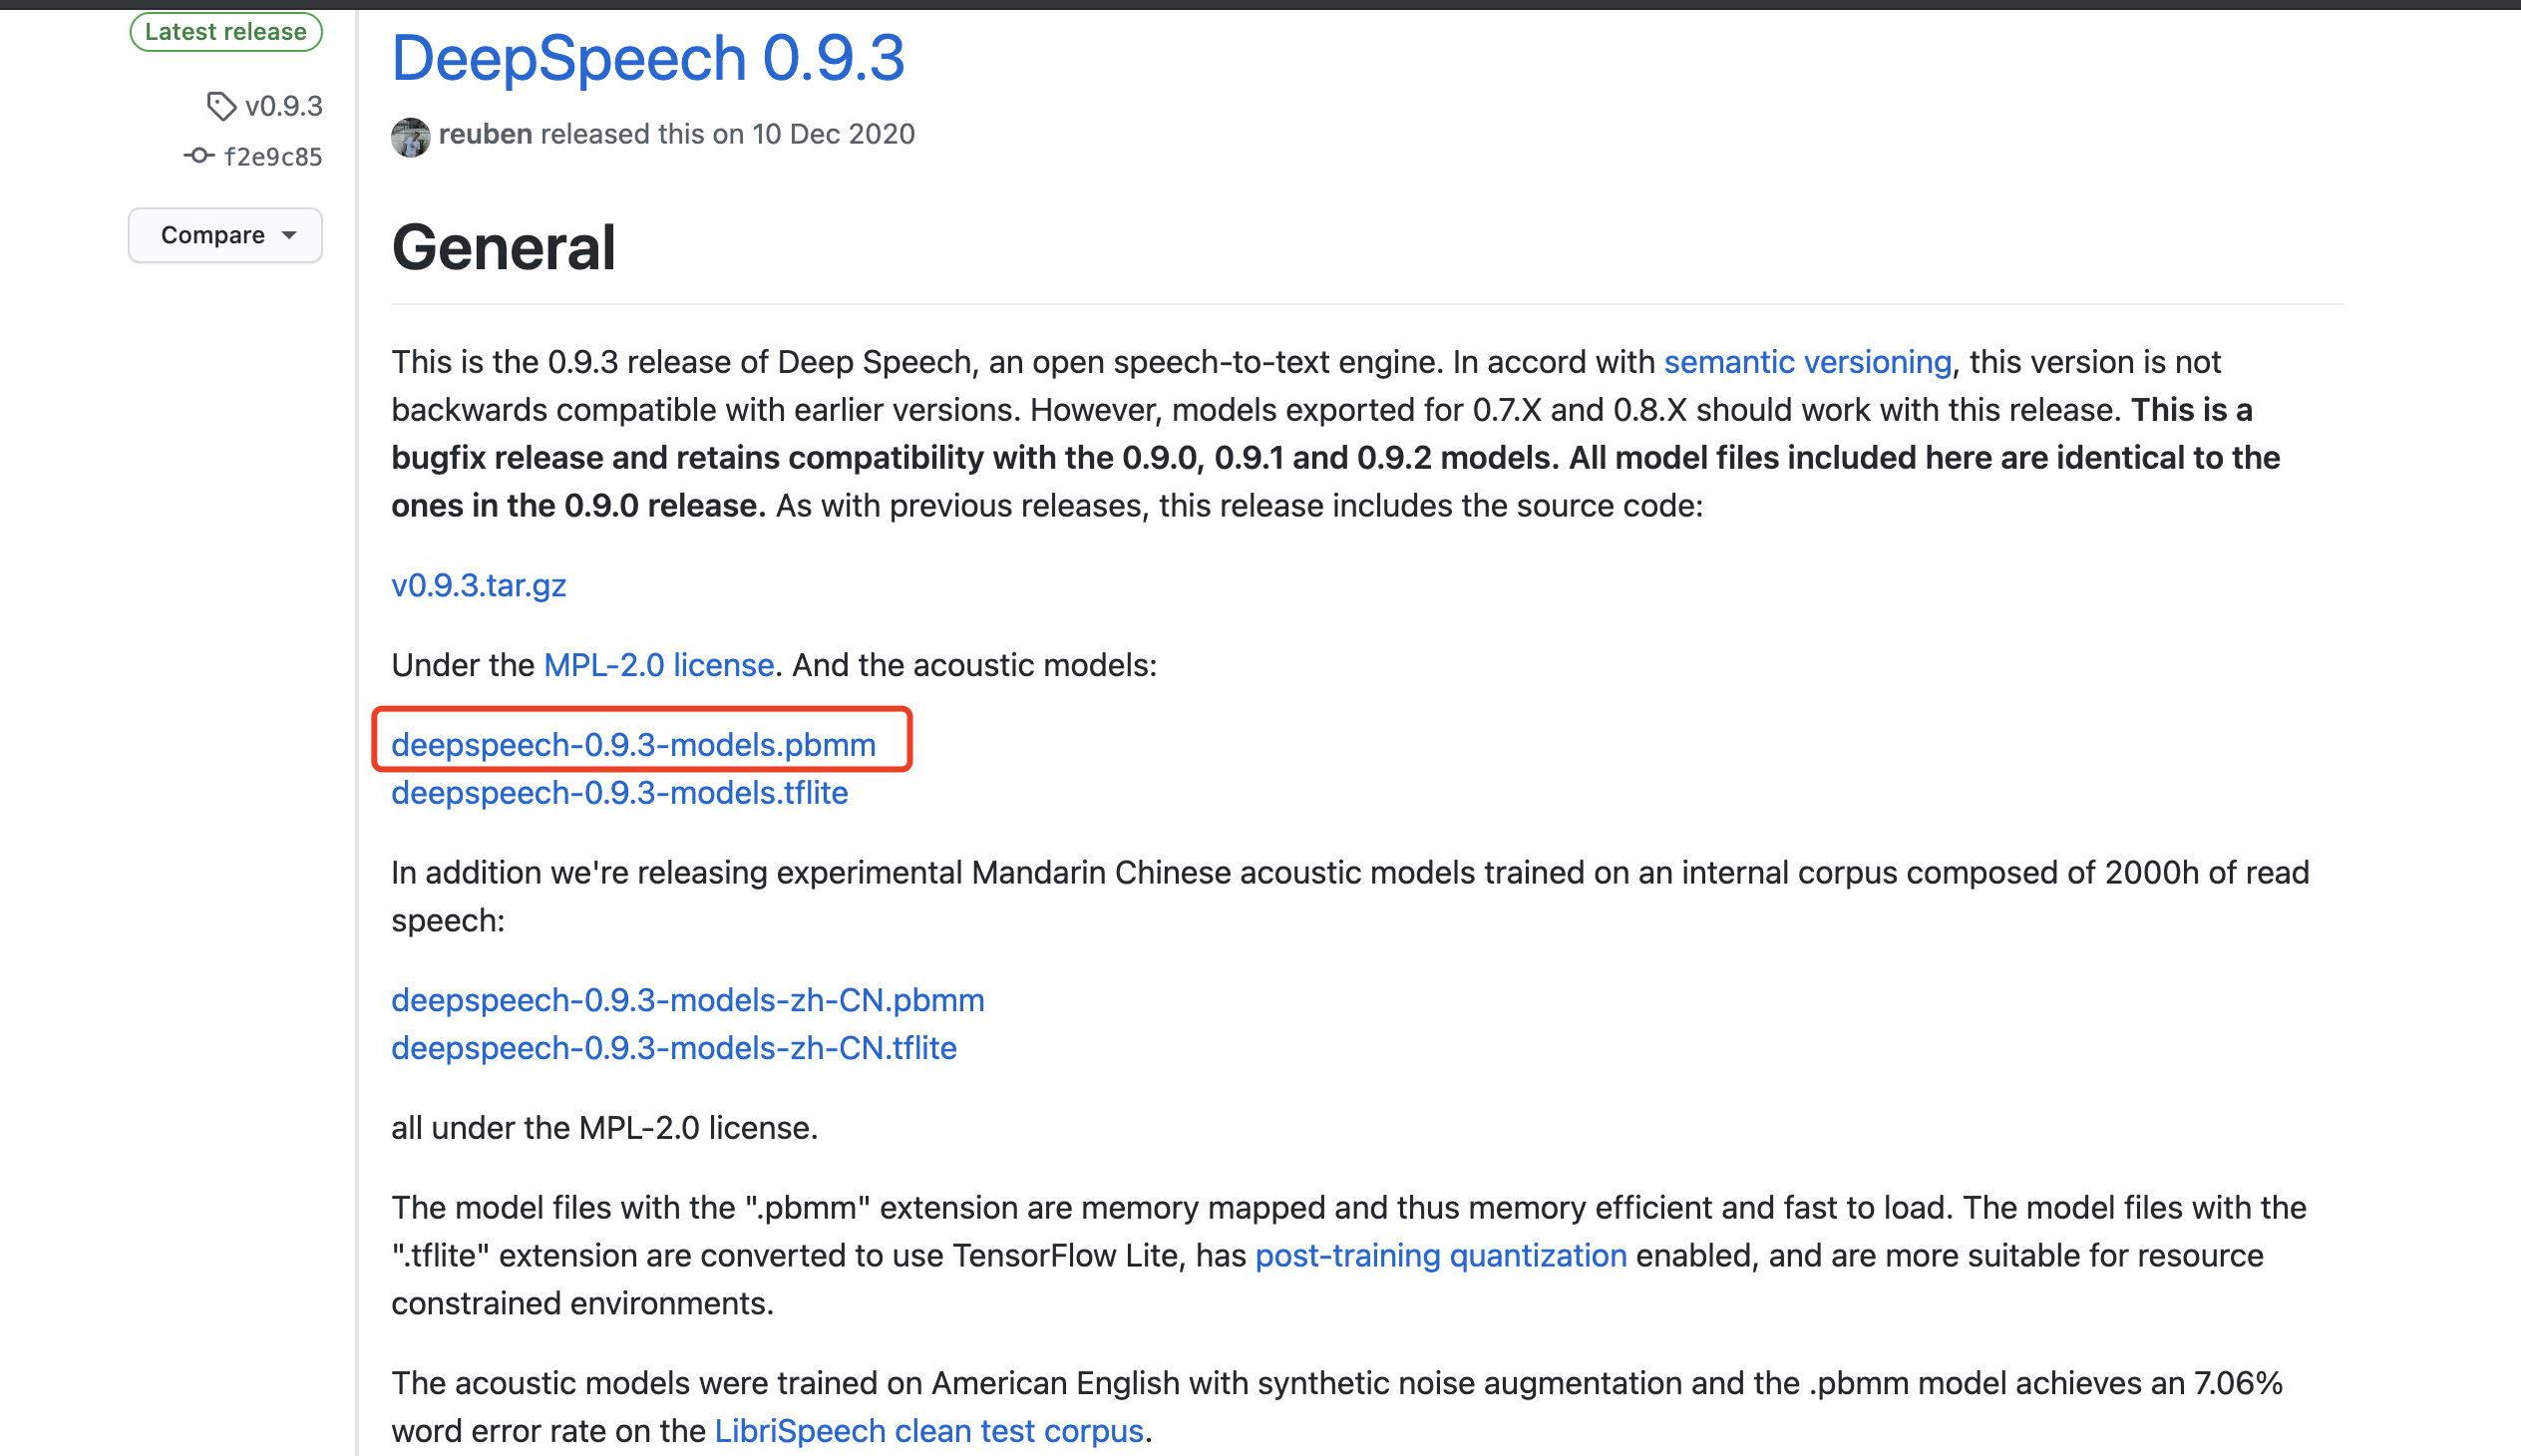 Latest release
v0.9.3
f2e9c85
Compare
DeepSpeech 0.9.3
reuben released this on 10 Dec 2020
General
This is the 0.9.3 release of Deep Speech, an open speech-to-text engine. In accord with semantic versioning, this version is not
backwards compatible with earlier versions. However, models exported for 0.7.X and 0.8.X should work with this release. This is a
bugfix release and retains compatibility with the 0.9.0, 0.9.1 and 0.9.2 models. All model files included here are identical to the
ones in the 0.9.0 release. As with previous releases, this release includes the source code:
v0.9.3.tar.gz
Under the MPL-2.0 license. And the acoustic models:
deepspeech-0.9.3-models.pbmm
deepspeech-0.9.3-models.tflite
In addition we're releasing experimental Mandarin Chinese acoustic models trained on an internal corpus composed of 2000h of read
speech:
deepspeech-0.9.3-models-zh-CN.pbmm
deepspeech-0.9.3-models-zh-CN.tflite
all under the MPL-2.0 license.
The model files with the ".pbmm" extension are memory mapped and thus memory efficient and fast to load. The model files with the
".tflite" extension are converted to use TensorFlow Lite, has post-training quantization enabled, and are more suitable for resource
constrained environments.
The acoustic models were trained on American English with synthetic noise augmentation and the .pbmm model achieves an 7.06%
word error rate on the LibriSpeech clean test corpus.